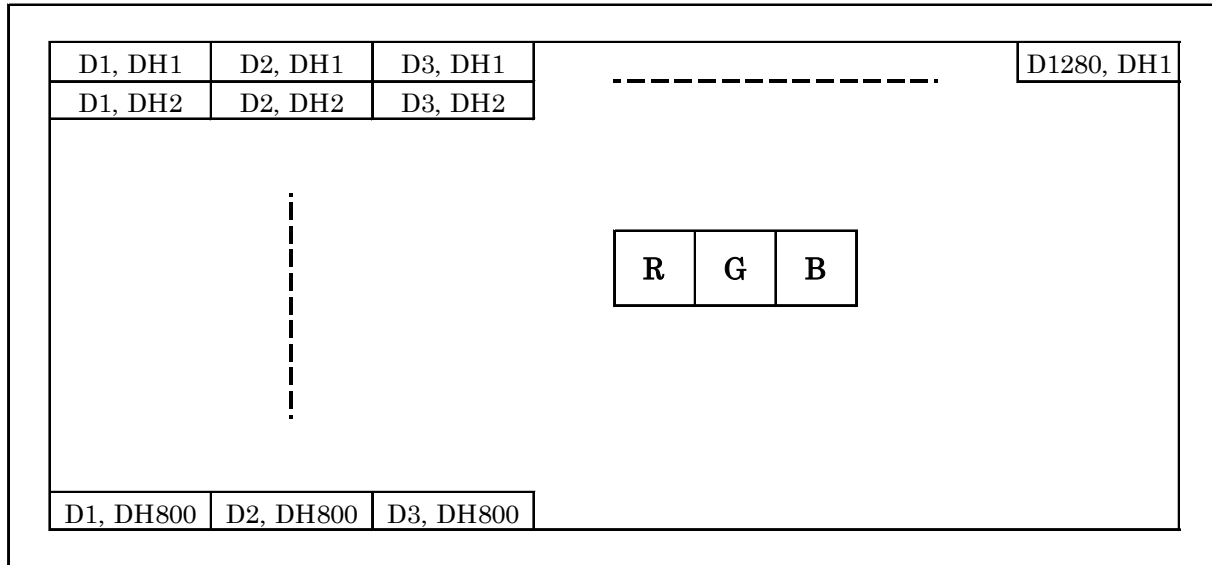 D1, DH1 D2, DH1 D3, DH1 D1280, DH1
D1, DH2 D2, DH2 D3, DH2
R G B
D1, DH800 D2, DH800 D3, DH800